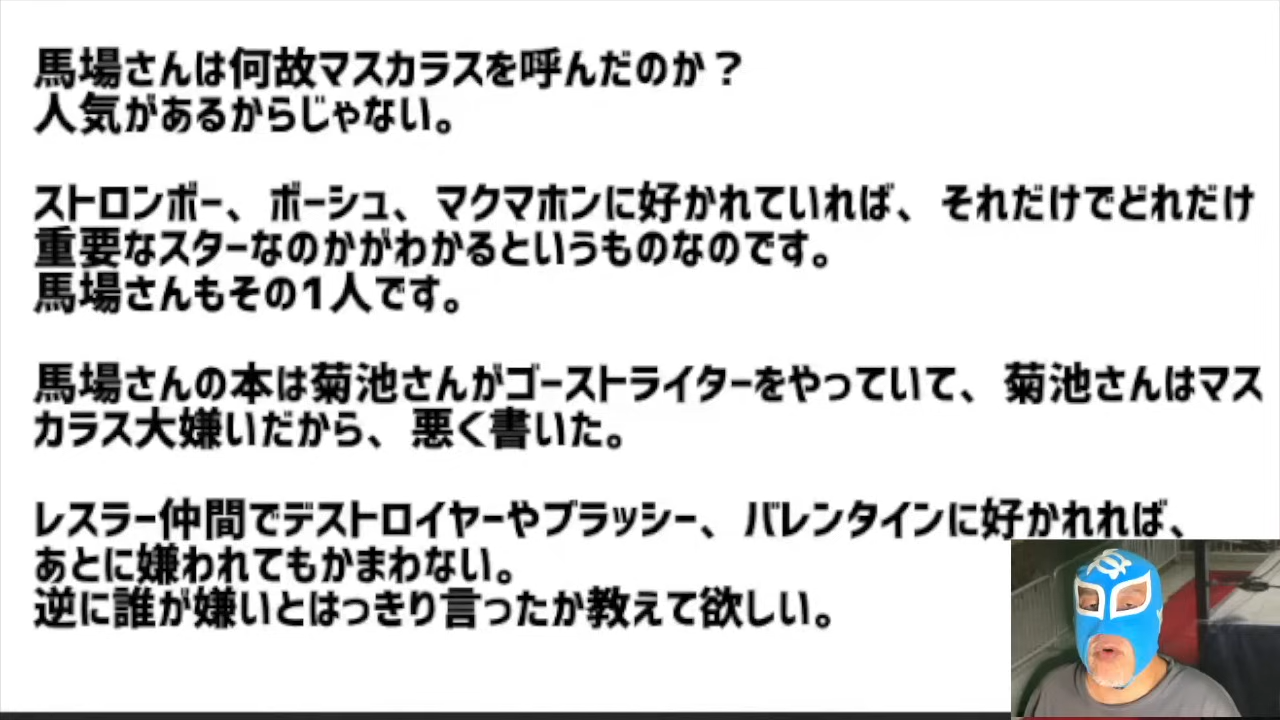 馬場さんは何故マスカラスを呼んだのか？
人気があるからじゃない。
ストロンボー、ボーシュ、マクマホンに好かれていれば、それだけでどれだけ
重要なスターなのかがわかるというものなのです。
馬場さんもその1人です。
馬場さんの本は菊池さんがゴーストライターをやっていて、菊池さんはマス
カラス大嫌いだから、悪く書いた。
レスラー仲間でデストロイヤーやブラッシー、バレンタインに好かれれば、
あとに嫌われてもかまわない。
逆に誰が嫌いとはっきり言ったか教えて欲しい。